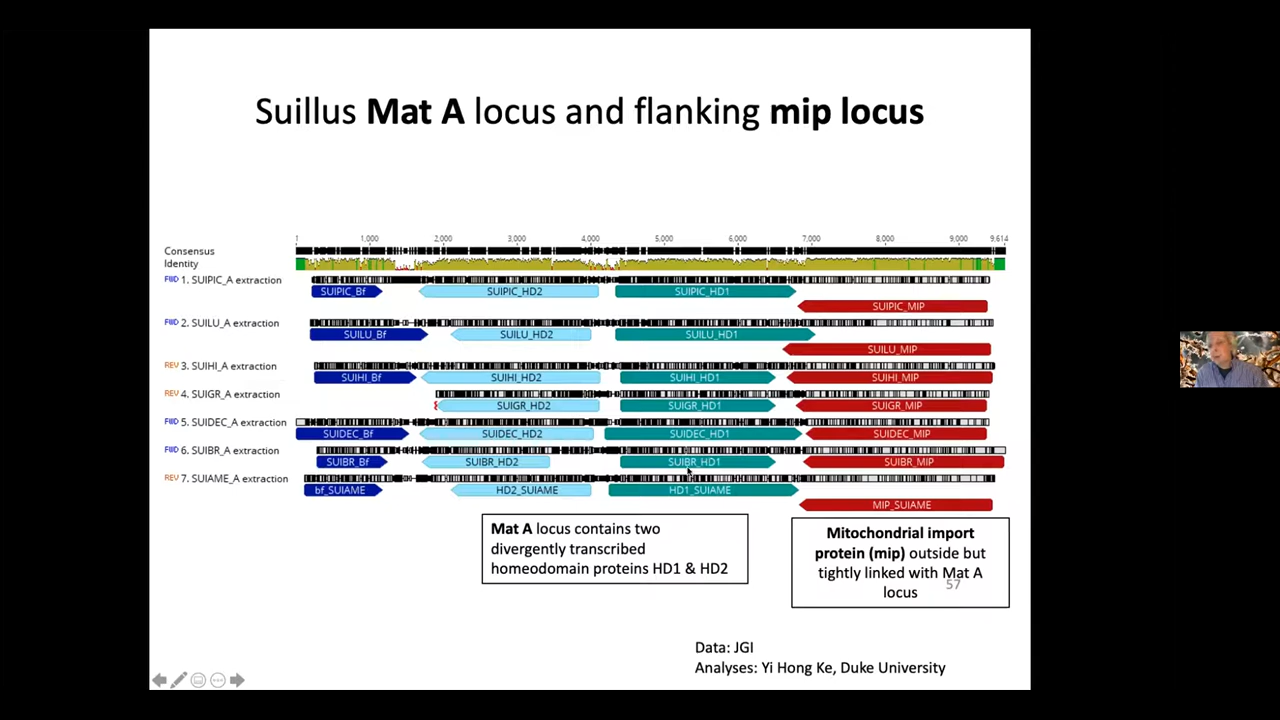 Suillus Mat A locus and flanking mip locus
1 1,000 2,000 3,000 4,000 5,000 6,000 7,000 8,000 9,000 9,614
Consensus
Identity
FWD 1. SUIPIC_A extraction
SUIPIC_Bf SUIPIC_HD2 SUIPIC_HD1
SUIPIC_MIP
FWD 2. SUILU_A extraction
SUILU_Bf SUILU_HD2 SUILU_HD1
SUILU_MIP
REV 3. SUIHI_A extraction
SUIHI_Bf SUIHI_HD2 SUIHI_HD1 SUIHI_MIP
REV 4. SUIGR_A extraction
SUIGR_HD2 SUIGR_HD1 SUIGR_MIP
FWD 5. SUIDEC_A extraction
SUIDEC_Bf SUIDEC_HD2 SUIDEC_HD1 SUIDEC_MIP
FWD 6. SUIBR_A extraction
SUIBR_Bf SUIBR_HD2 SUIBR_HD1 SUIBR_MIP
REV 7. SUIAME_A extraction
bf_SUIAME HD2_SUIAME HD1_SUIAME
MIP_SUIAME
Mat A locus contains two
divergently transcribed
homeodomain proteins HD1 & HD2
Mitochondrial import
protein (mip) outside but
tightly linked with Mat A
locus
57
Data: JGI
Analyses: Yi Hong Ke, Duke University